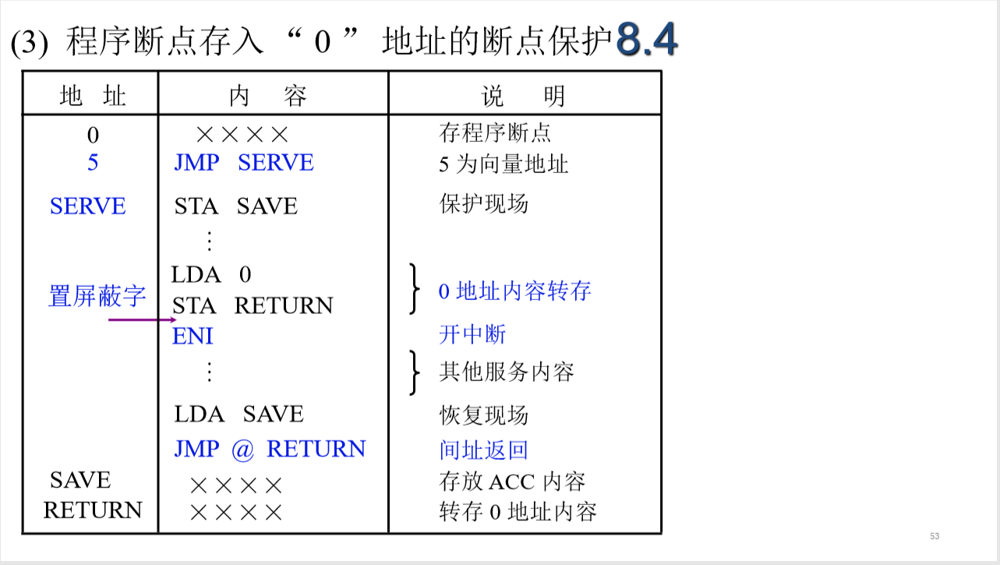 (3) 程序断点存入 “ 0 ” 地址的断点保护8.4
地 址 内 容 说 明
0 ×××× 存程序断点
5 JMP SERVE 5 为向量地址
SERVE STA SAVE 保护现场
⋮
LDA 0
置屏蔽字 } 0 地址内容转存
STA RETURN
ENI 开中断
⋮ } 其他服务内容
LDA SAVE 恢复现场
JMP @ RETURN 间址返回
SAVE ×××× 存放 ACC 内容
RETURN ×××× 转存 0 地址内容
53